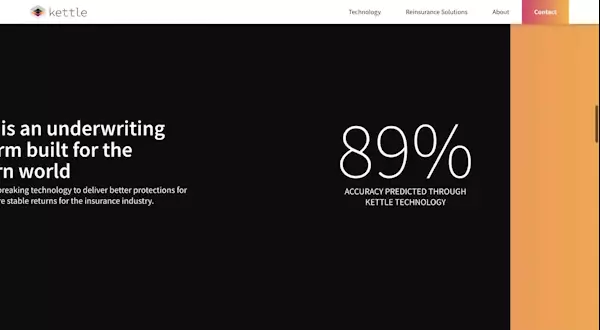 kettle
Technology Reinsurance Solutions About Contact
is an underwriting
rm built for the
rn world
breaking technology to deliver better protections for
re stable returns for the insurance industry.
89%
ACCURACY PREDICTED THROUGH
KETTLE TECHNOLOGY